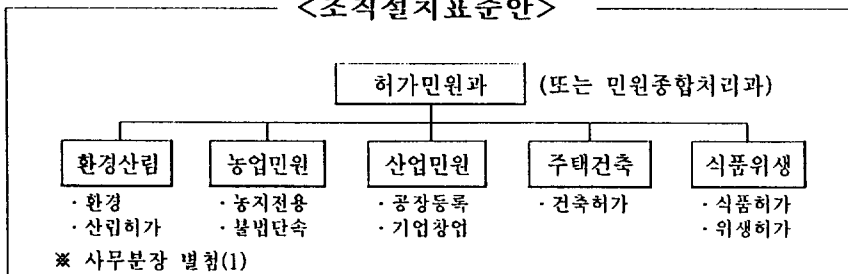 <조직설치표준안>
허가민원과 (또는 민원종합처리과)
환경산림 농업민원 산업민원 주택건축 식품위생
· 환경 · 농지전용 · 공장등록 · 건축허가 · 식품허가
· 산림허가 · 불법단속 · 기업창업 · 위생허가
※ 사무분장 별첨(1)